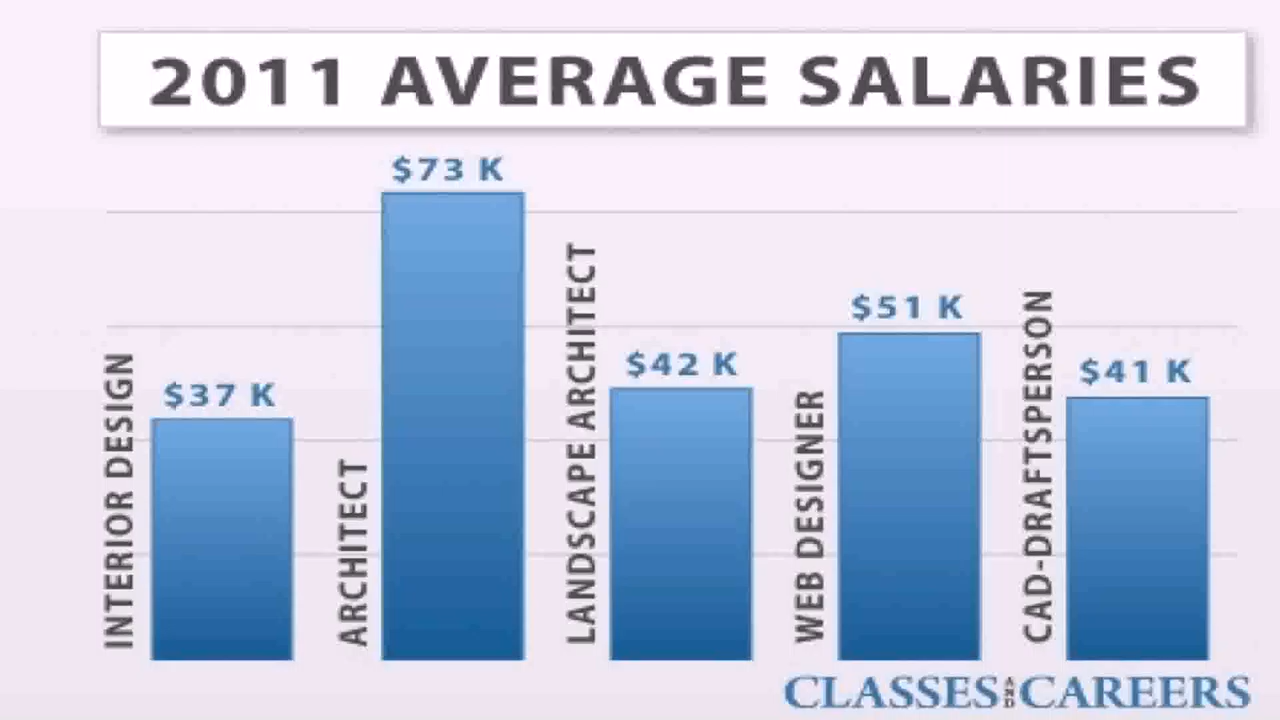 2011 AVERAGE SALARIES
INTERIOR DESIGN
$37 K
ARCHITECT
$73 K
LANDSCAPE ARCHITECT
$42 K
WEB DESIGNER
$51 K
CAD-DRAFTSPERSON
$41 K
CLASSES AND CAREERS